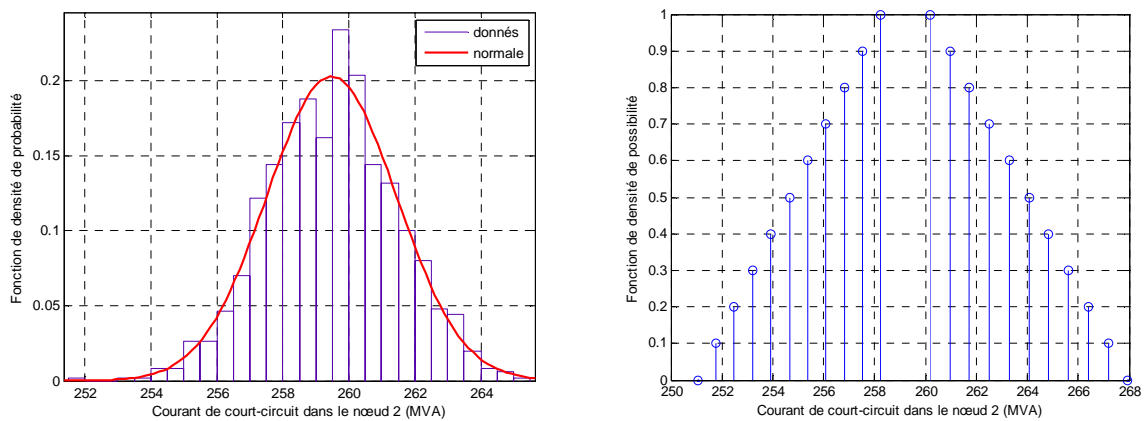 donnés
normale
Fonction de densité de probabilité
0.2
0.15
0.1
0.05
0
252 254 256 258 260 262 264
Courant de court-circuit dans le nœud 2 (MVA)
Fonction de densité de possibilité
1
0.9
0.8
0.7
0.6
0.5
0.4
0.3
0.2
0.1
0
250 252 254 256 258 260 262 264 266 268
Courant de court-circuit dans le nœud 2 (MVA)